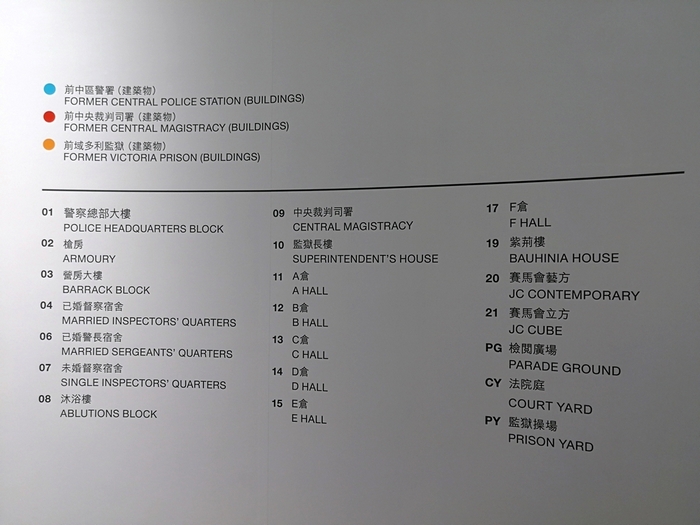 前中區警署（建築物）
FORMER CENTRAL POLICE STATION (BUILDINGS)
前中央裁判司署（建築物）
FORMER CENTRAL MAGISTRACY (BUILDINGS)
前域多利監獄（建築物）
FORMER VICTORIA PRISON (BUILDINGS)
01 警察總部大樓
POLICE HEADQUARTERS BLOCK
02 槍房
ARMOURY
03 營房大樓
BARRACK BLOCK
04 已婚督察宿舍
MARRIED INSPECTORS' QUARTERS
06 已婚警長宿舍
MARRIED SERGEANTS' QUARTERS
07 未婚督察宿舍
SINGLE INSPECTORS' QUARTERS
08 沐浴樓
ABLUTIONS BLOCK
09 中央裁判司署
CENTRAL MAGISTRACY
10 監獄長樓
SUPERINTENDENT'S HOUSE
11 A倉
A HALL
12 B倉
B HALL
13 C倉
C HALL
14 D倉
D HALL
15 E倉
E HALL
17 F倉
F HALL
19 紫荊樓
BAUHINIA HOUSE
20 賽馬會藝方
JC CONTEMPORARY
21 賽馬會立方
JC CUBE
PG 檢閱廣場
PARADE GROUND
CY 法院庭
COURT YARD
PY 監獄操場
PRISON YARD